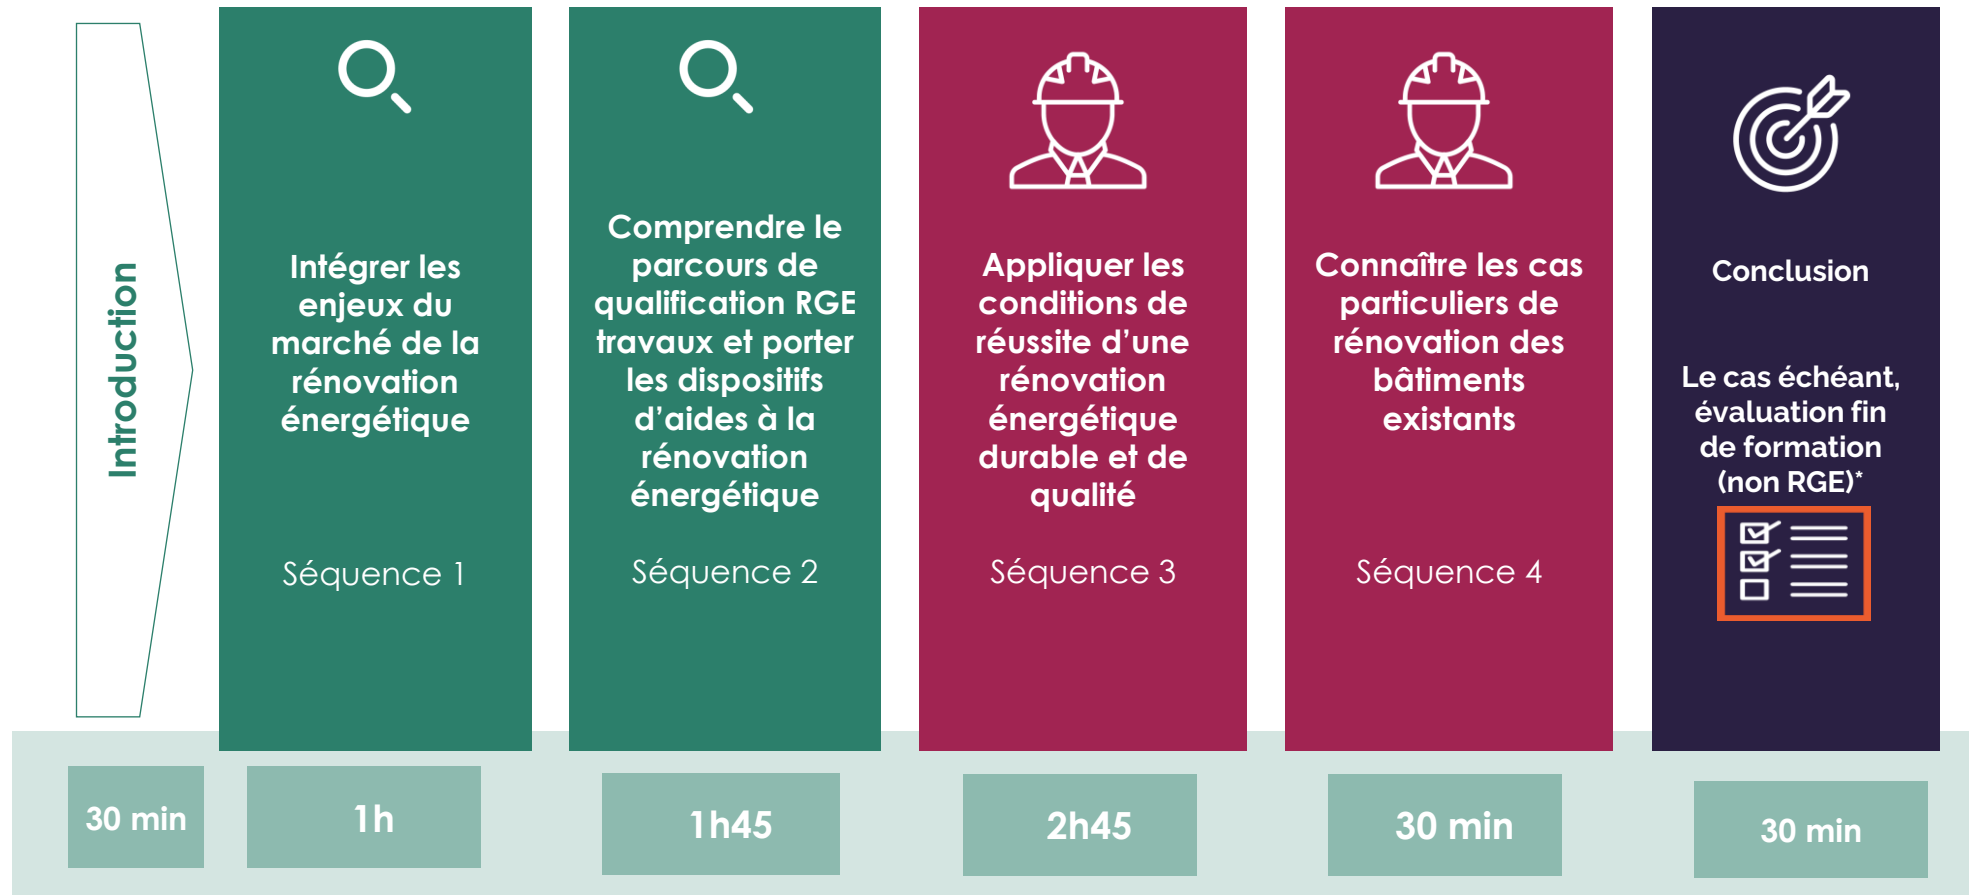 Introduction
Intégrer les
enjeux du
marché de la
rénovation
énergétique
Séquence 1
Comprendre le
parcours de
qualification RGE
travaux et porter
les dispositifs
d’aides à la
rénovation
énergétique
Séquence 2
Appliquer les
conditions de
réussite d’une
rénovation
énergétique
durable et de
qualité
Séquence 3
Connaître les cas
particuliers de
rénovation des
bâtiments
existants
Séquence 4
Conclusion
Le cas échéant,
évaluation fin
de formation
(non RGE)*
30 min
1h
1h45
2h45
30 min
30 min